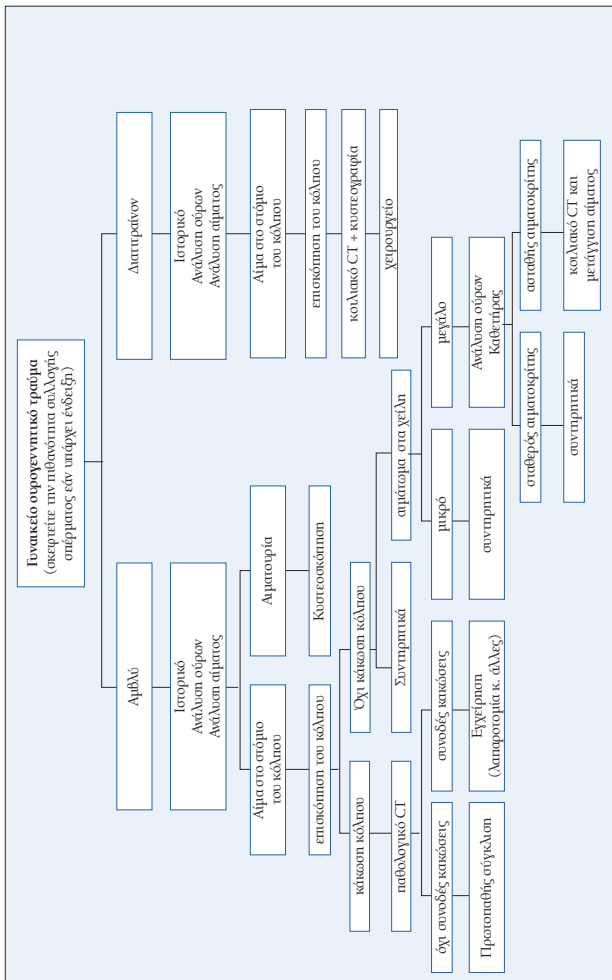 Γυναικείο ουρογεννητικό τραύμα
(σκεφτείτε την πιθανότητα συλλογής
σπέρματος εάν υπάρχει ένδειξη)
Αμβλύ
Ιστορικό
Ανάλυση ούρων
Ανάλυση αίματος
Αίμα στο στόμιο
του κόλπου
επισκόπηση του κόλπου
κάκωση κόλπου
παθολογικό CT
όχι συνοδές κακώσεις
Πρωτοπαθής σύγκλιση
συνοδές κακώσεις
Εγχείρηση
(λαπαροτομία κ. άλλες)
Αιματουρία
Κυστεοσκόπηση
Όχι κάκωση κόλπου
Συντηρητικά
αιμάτωμα στα χείλη
μικρό
συντηρητικά
μεγάλο
Ανάλυση ούρων
Καθετήρας
σταθερός αιματοκρίτης
συντηρητικά
ασταθής αιματοκρίτης
κοιλιακό CT και
μετάγγιση αίματος
Διατιτραίνον
Ιστορικό
Ανάλυση ούρων
Ανάλυση αίματος
Αίμα στο στόμιο
του κόλπου
επισκόπηση του κόλπου
κοιλιακό CT + κυστεογραφία
χειρουργείο